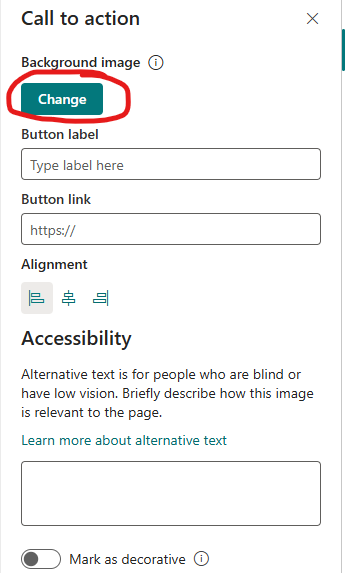 Call to action
Background image
Change
Button label
Type label here
Button link
https://
Alignment
Accessibility
Alternative text is for people who are blind or
have low vision. Briefly describe how this image
is relevant to the page.
Learn more about alternative text
Mark as decorative